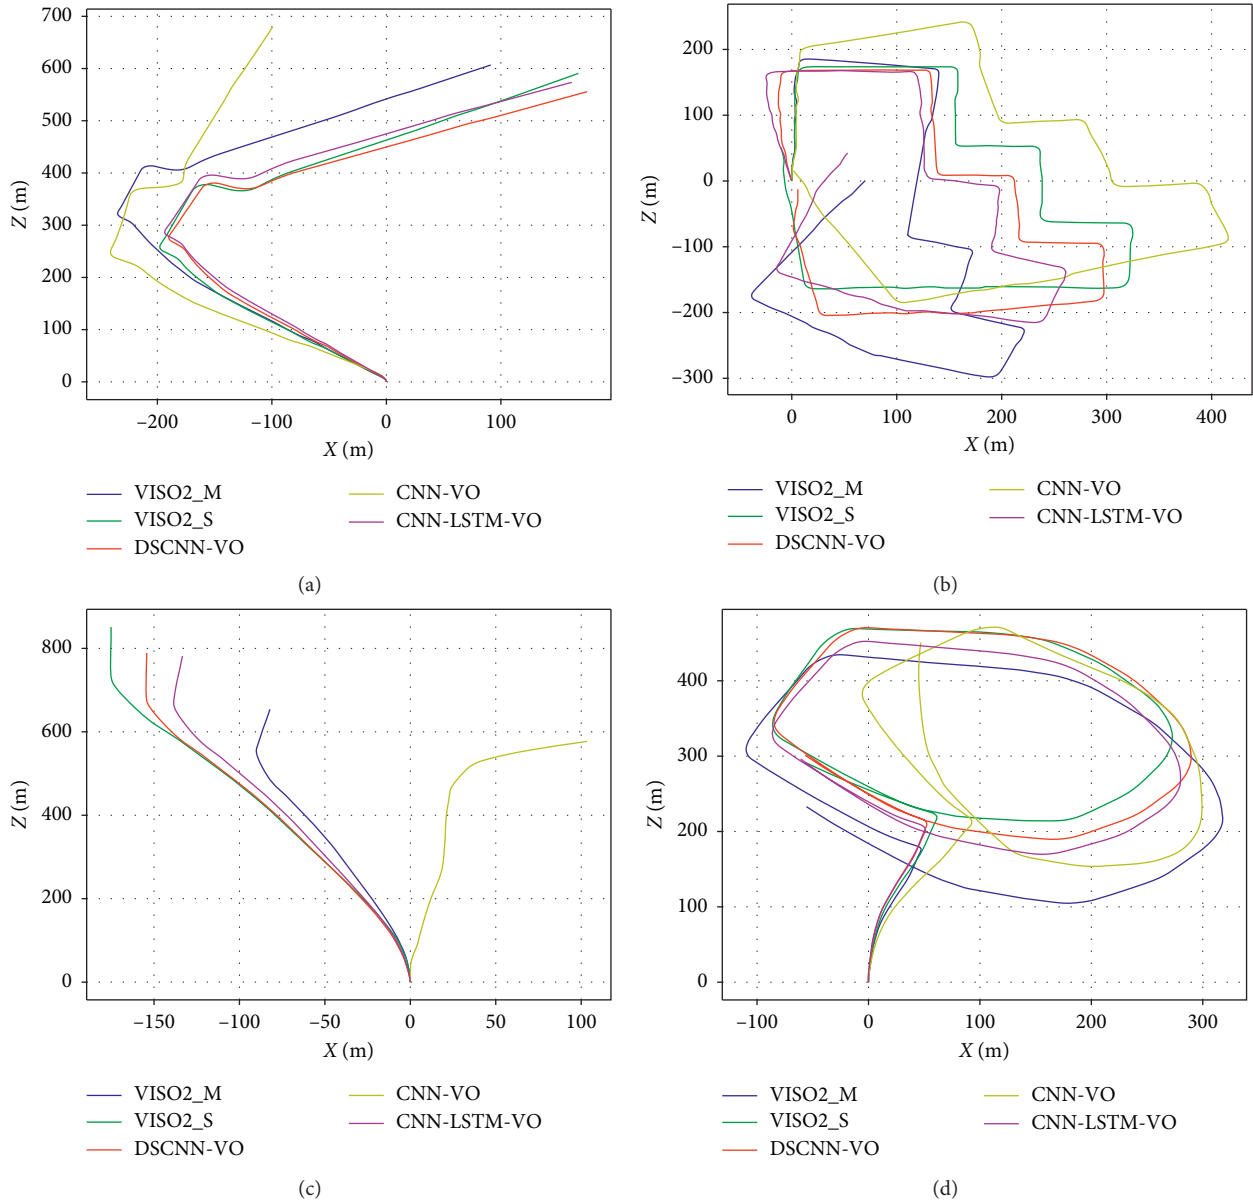 700
600
500
400
300
200
100
0
Z (m)
−200 −100 0 100
X (m)
VISO2_M
VISO2_S
DSCNN-VO
CNN-VO
CNN-LSTM-VO
(a)
200
100
0
−100
−200
−300
Z (m)
0 100 200 300 400
X (m)
VISO2_M
VISO2_S
DSCNN-VO
CNN-VO
CNN-LSTM-VO
(b)
800
600
400
200
0
Z (m)
−150 −100 −50 0 50 100
X (m)
VISO2_M
VISO2_S
DSCNN-VO
CNN-VO
CNN-LSTM-VO
(c)
400
300
200
100
0
Z (m)
−100 0 100 200 300
X (m)
VISO2_M
VISO2_S
DSCNN-VO
CNN-VO
CNN-LSTM-VO
(d)